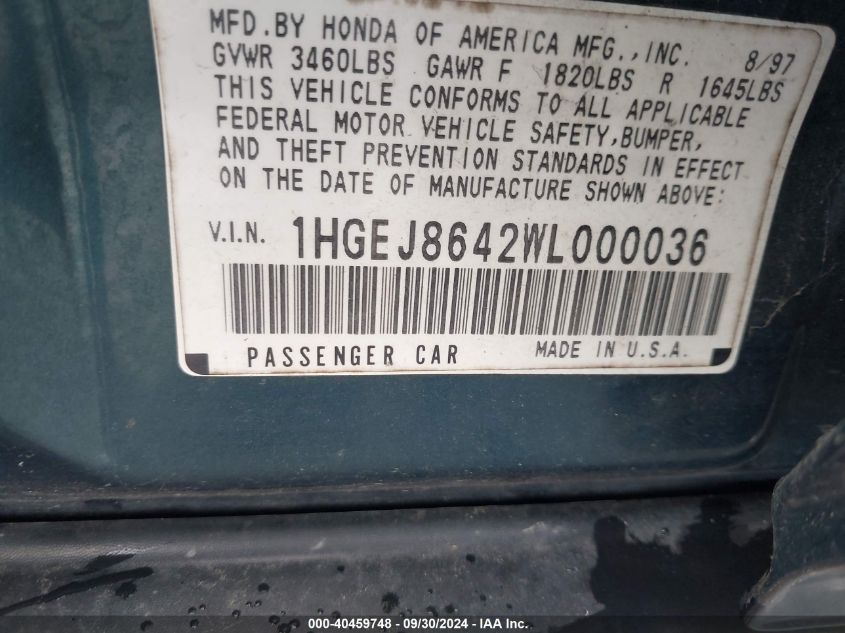 MFD.BY HONDA OF AMERICA MFG.,INC. 8/97
GVWR 3460LBS GAWR F 1820LBS R 1645LBS
THIS VEHICLE CONFORMS TO ALL APPLICABLE
FEDERAL MOTOR VEHICLE SAFETY,BUMPER,
AND THEFT PREVENTION STANDARDS IN EFFECT
ON THE DATE OF MANUFACTURE SHOWN ABOVE:
V.I.N. 1HGEJ8642WL000036
PASSENGER CAR MADE IN U.S.A.
000-40459748 - 09/30/2024 - IAA Inc.